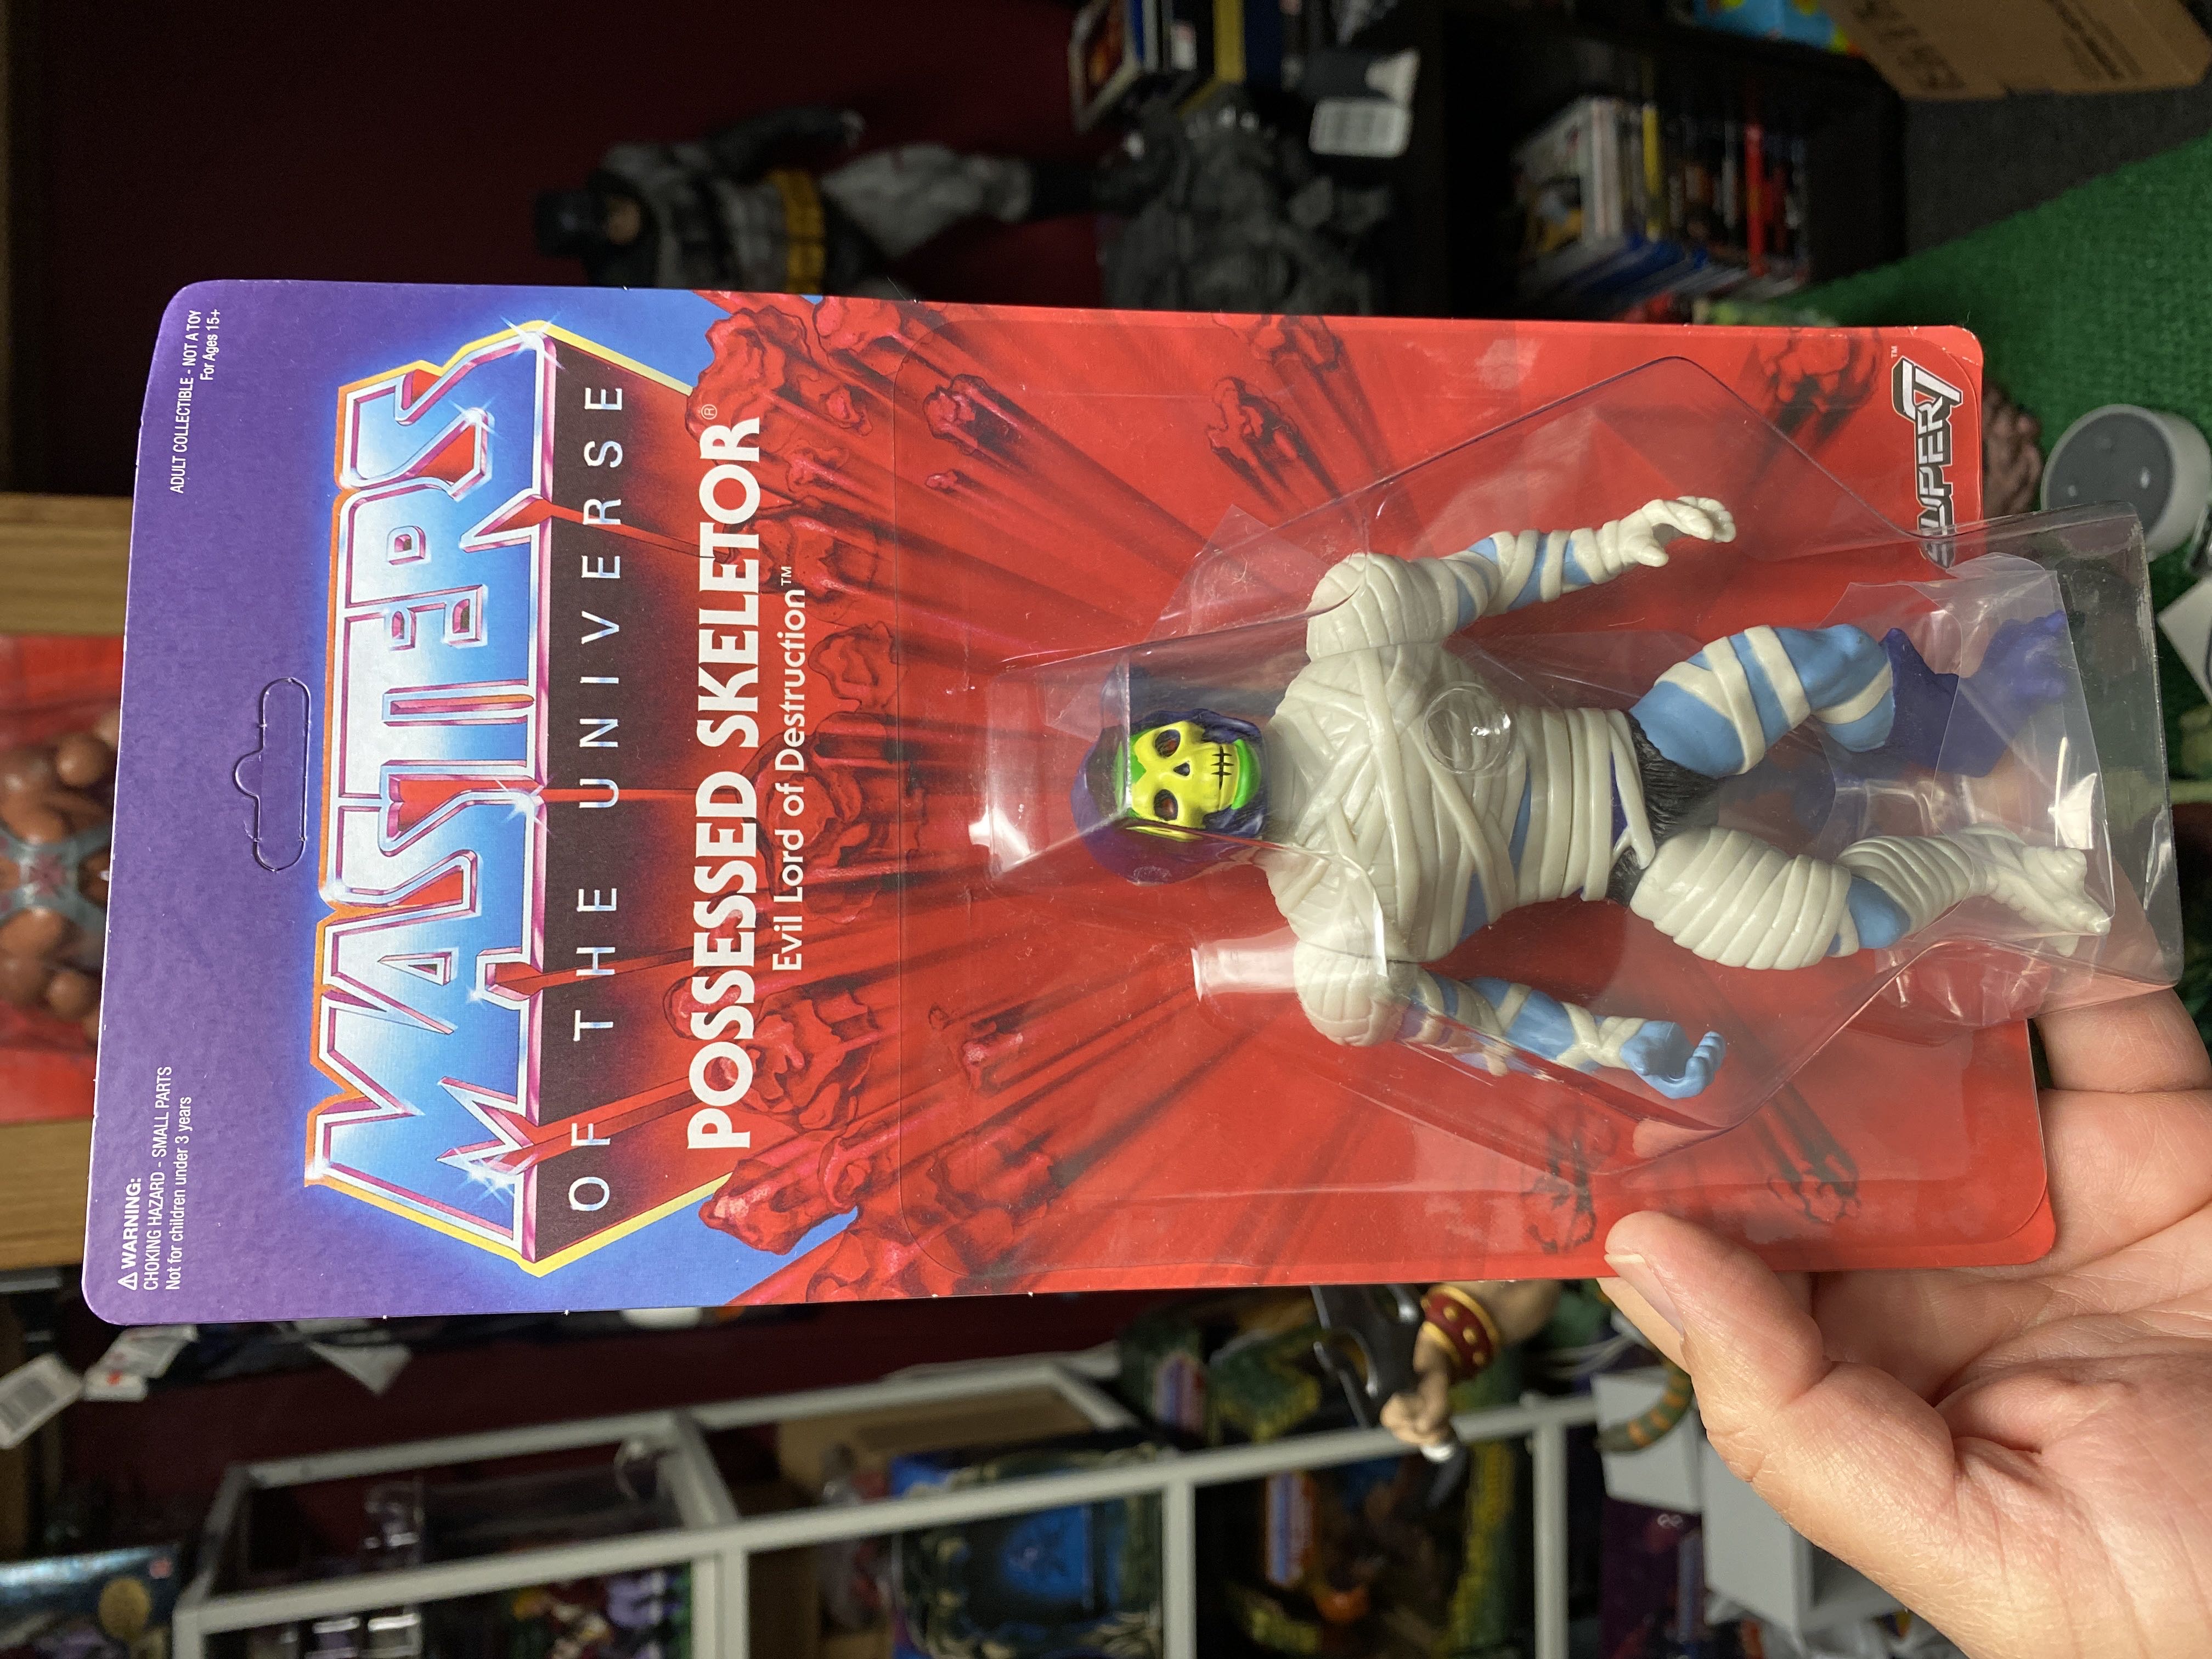 ⚠ WARNING:
CHOKING HAZARD - SMALL PARTS
Not for children under 3 years
ADULT COLLECTIBLE - NOT A TOY
For Ages 15+
MASTERS
OF THE UNIVERSE
POSSESSED SKELETOR®
Evil Lord of Destruction™
SUPER7™